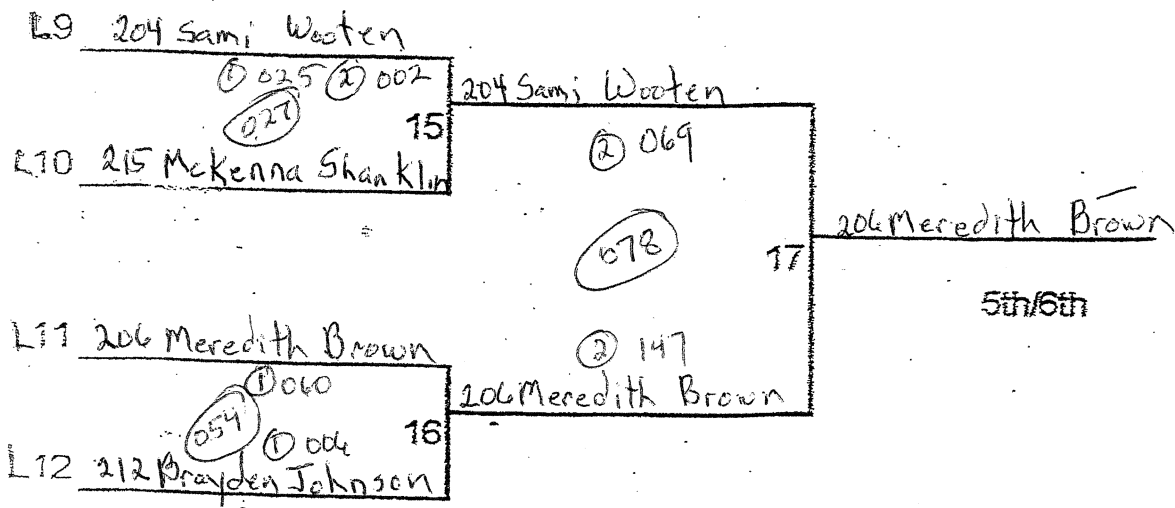 L9 204 Sami Wooten
① 025 ② 002
204 Sami Wooten
027
15
② 069
L10 215 McKenna Shanklin
206 Meredith Brown
078
17
5th/6th
L11 206 Meredith Brown
② 147
① 060
206 Meredith Brown
054
16
① 006
L12 212 Brayden Johnson